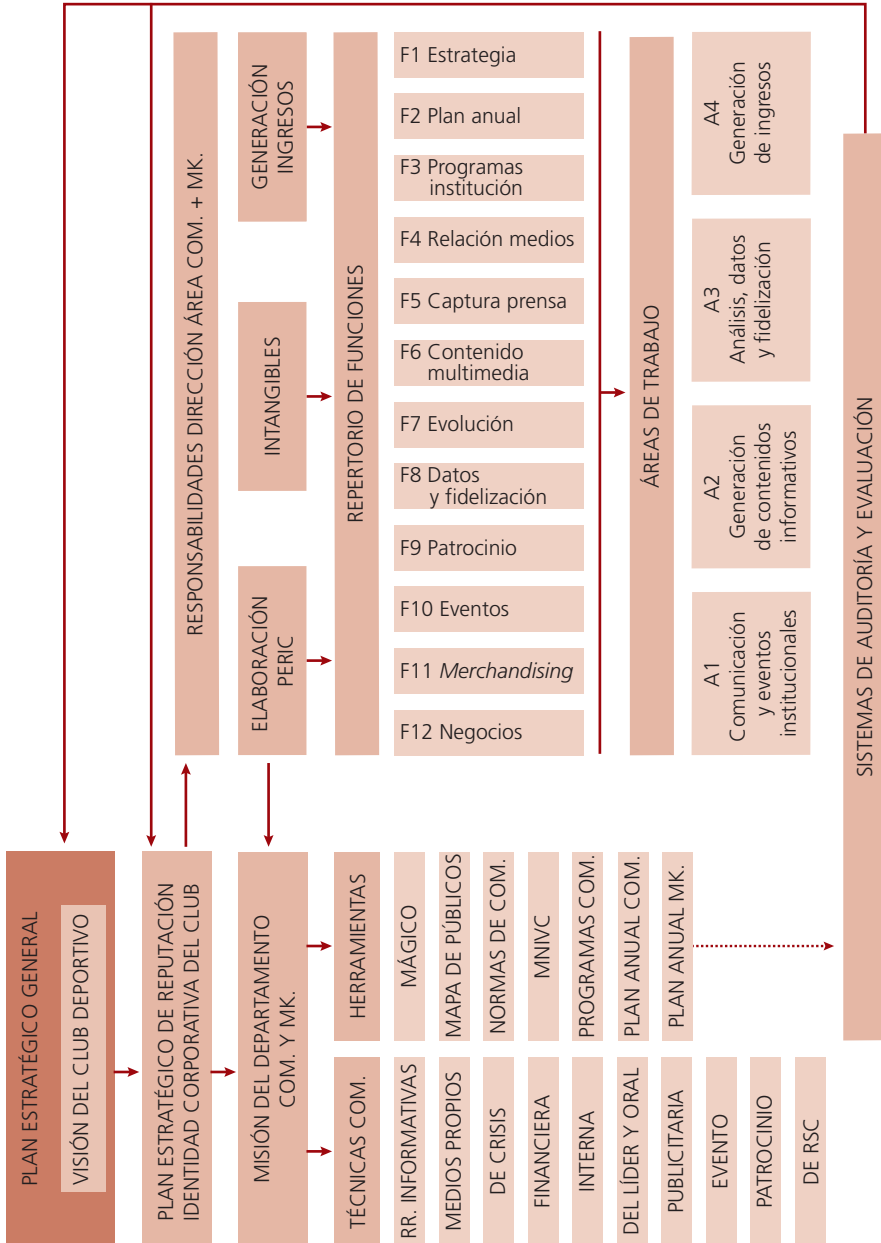 PLAN ESTRATÉGICO GENERAL
VISIÓN DEL CLUB DEPORTIVO
PLAN ESTRATÉGICO DE REPUTACIÓN
IDENTIDAD CORPORATIVA DEL CLUB
MISIÓN DEL DEPARTAMENTO
COM. Y MK.
TÉCNICAS COM.
RR. INFORMATIVAS
MEDIOS PROPIOS
DE CRISIS
FINANCIERA
INTERNA
DEL LÍDER Y ORAL
PUBLICITARIA
EVENTO
PATROCINIO
DE RSC
HERRAMIENTAS
MÁGICO
MAPA DE PÚBLICOS
NORMAS DE COM.
MNIVC
PROGRAMAS COM.
PLAN ANUAL COM.
PLAN ANUAL MK.
RESPONSABILIDADES DIRECCIÓN ÁREA COM. + MK.
ELABORACIÓN
PERIC
INTANGIBLES
GENERACIÓN
INGRESOS
REPERTORIO DE FUNCIONES
F1 Estrategia
F2 Plan anual
F3 Programas
institución
F4 Relación medios
F5 Captura prensa
F6 Contenido
multimedia
F7 Evolución
F8 Datos
y fidelización
F9 Patrocinio
F10 Eventos
F11 Merchandising
F12 Negocios
ÁREAS DE TRABAJO
A1
Comunicación
y eventos
institucionales
A2
Generación
de contenidos
informativos
A3
Análisis, datos
y fidelización
A4
Generación
de ingresos
SISTEMAS DE AUDITORÍA Y EVALUACIÓN